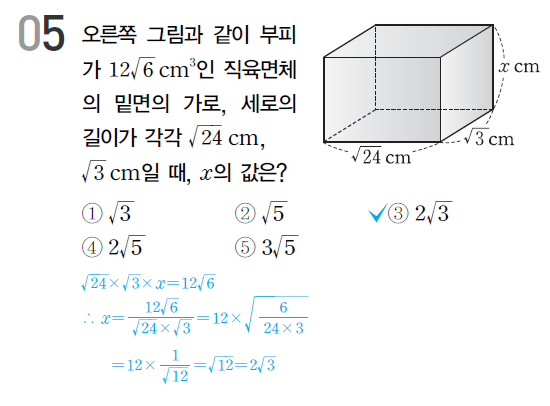 05 오른쪽 그림과 같이 부피
가 12√6 cm³인 직육면체
의 밑면의 가로, 세로의
길이가 각각 √24 cm,
√3 cm일 때, x의 값은?
x cm
√3 cm
√24 cm
① √3 ② √5 ③ 2√3
④ 2√5 ⑤ 3√5
√24×√3×x=12√6
∴ x=12√6/(√24×√3)=12×√(6/(24×3))
=12×1/√12=√12=2√3